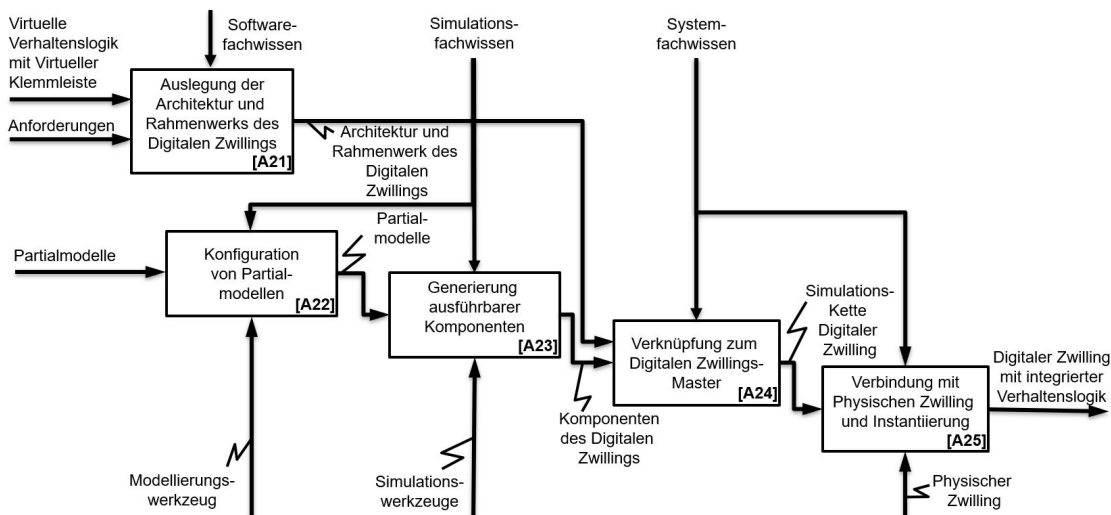 Virtuelle
Verhaltenslogik
mit Virtueller
Klemmleiste
Anforderungen
Software-
fachwissen
Simulations-
fachwissen
System-
fachwissen
Auslegung der
Architektur und
Rahmenwerks des
Digitalen Zwillings
[A21]
Architektur und
Rahmenwerk des
Digitalen
Zwillings
Partialmodelle
Konfiguration
von Partial-
modellen
[A22]
Partial-
modelle
Generierung
ausführbarer
Komponenten
[A23]
Verknüpfung zum
Digitalen Zwillings-
Master
[A24]
Simulations-
Kette
Digitaler
Zwilling
Verbindung mit
Physischen Zwilling
und Instantiierung
[A25]
Digitaler Zwilling
mit integrierter
Verhaltenslogik
Komponenten
des Digitalen
Zwillings
Modellierungs-
werkzeug
Simulations-
werkzeuge
Physischer
Zwilling